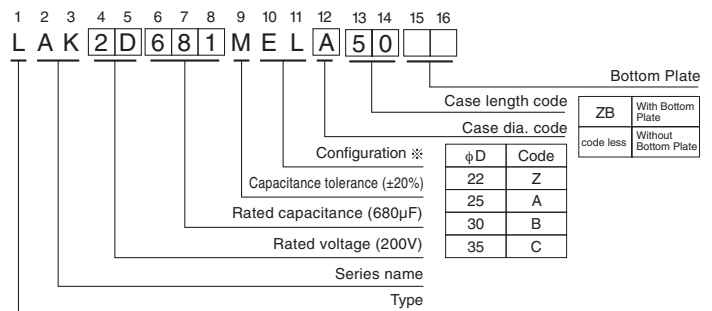 1 2 3 4 5 6 7 8 9 10 11 12 13 14 15 16
L A K 2 D 6 8 1 M E L A 5 0
Bottom Plate
ZB With Bottom Plate
code less Without Bottom Plate
Case length code
Case dia. code
φD Code
22 Z
25 A
30 B
35 C
Configuration ※
Capacitance tolerance (±20%)
Rated capacitance (680µF)
Rated voltage (200V)
Series name
Type